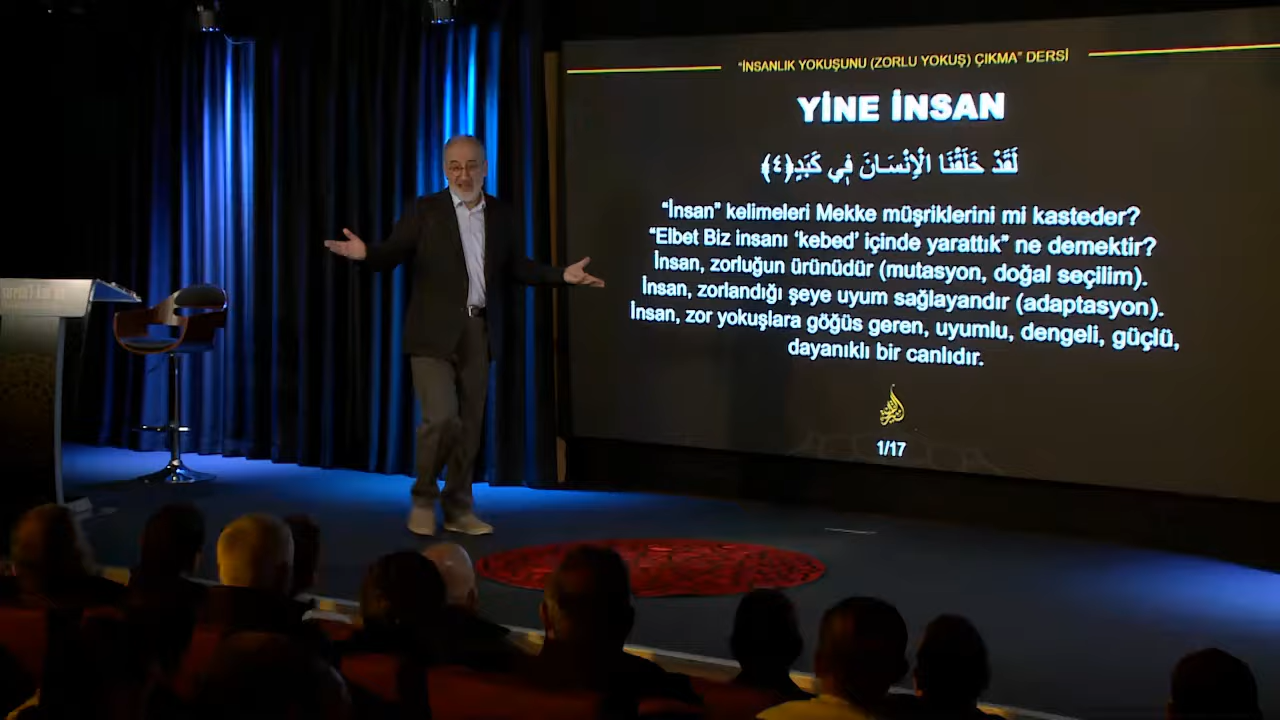 "İNSANLIK YOKUŞUNU (ZORLU YOKUŞ) ÇIKMA" DERSİ
YİNE İNSAN
لَقَدْ خَلَقْنَا الْاِنْسَانَ ف۪ي كَبَدٍۜ﴿٤﴾
"İnsan" kelimeleri Mekke müşriklerini mi kasteder?
"Elbet Biz insanı 'kebed' içinde yarattık" ne demektir?
İnsan, zorluğun ürünüdür (mutasyon, doğal seçilim).
İnsan, zorlandığı şeye uyum sağlayandır (adaptasyon).
İnsan, zor yokuşlara göğüs geren, uyumlu, dengeli, güçlü,
dayanıklı bir canlıdır.
1/17